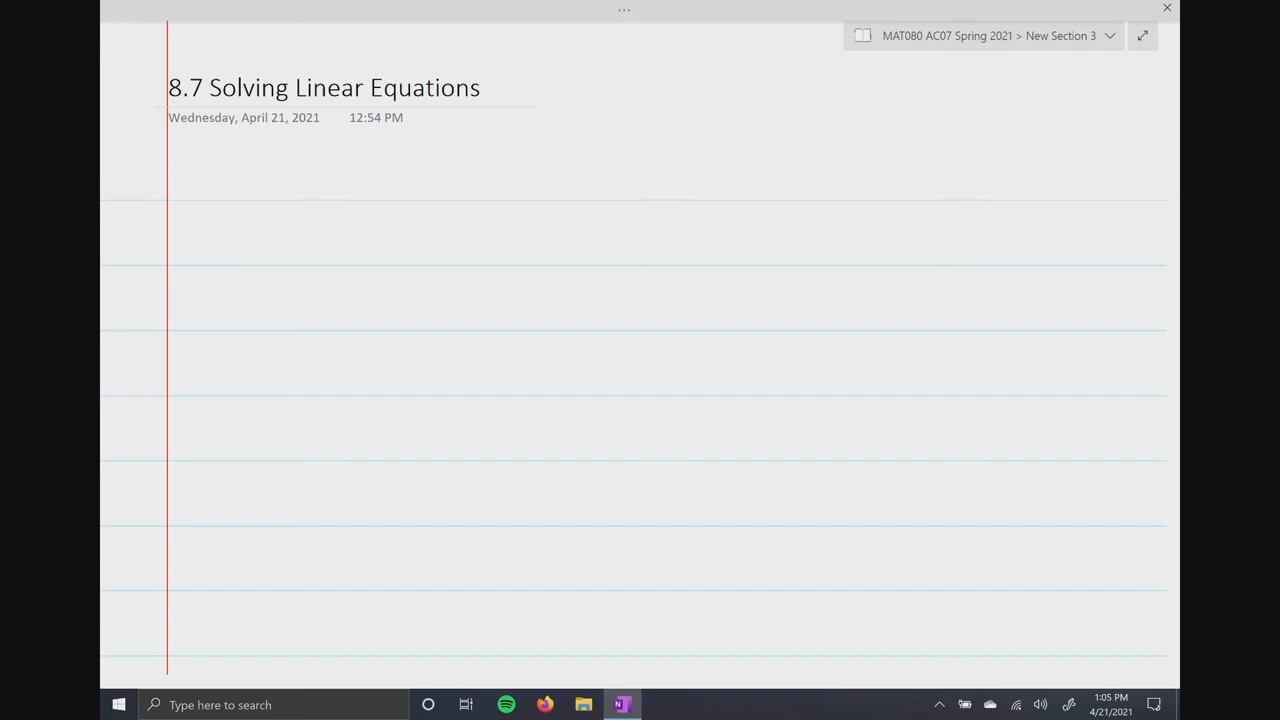 MAT080 AC07 Spring 2021 > New Section 3
8.7 Solving Linear Equations
Wednesday, April 21, 2021 12:54 PM
Type here to search
1:05 PM
4/21/2021